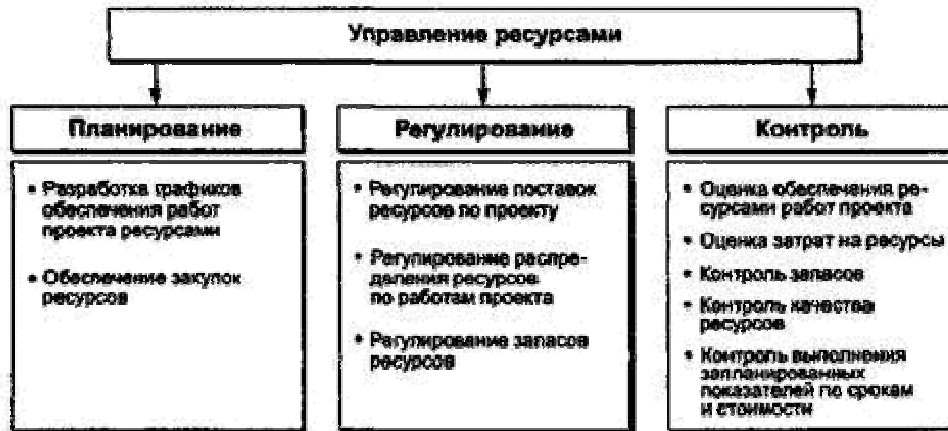 Управление ресурсами
Планирование
• Разработка графиков
обеспечения работ
проекта ресурсами
• Обеспечение закупок
ресурсов
Регулирование
• Регулирование поставок
ресурсов по проекту
• Регулирование распре-
деления ресурсов
по работам проекта
• Регулирование запасов
ресурсов
Контроль
• Оценка обеспечения ре-
сурсами работ проекта
• Оценка затрат на ресурсы
• Контроль запасов
• Контроль качества
ресурсов
• Контроль выполнения
запланированных
показателей по срокам
и стоимости